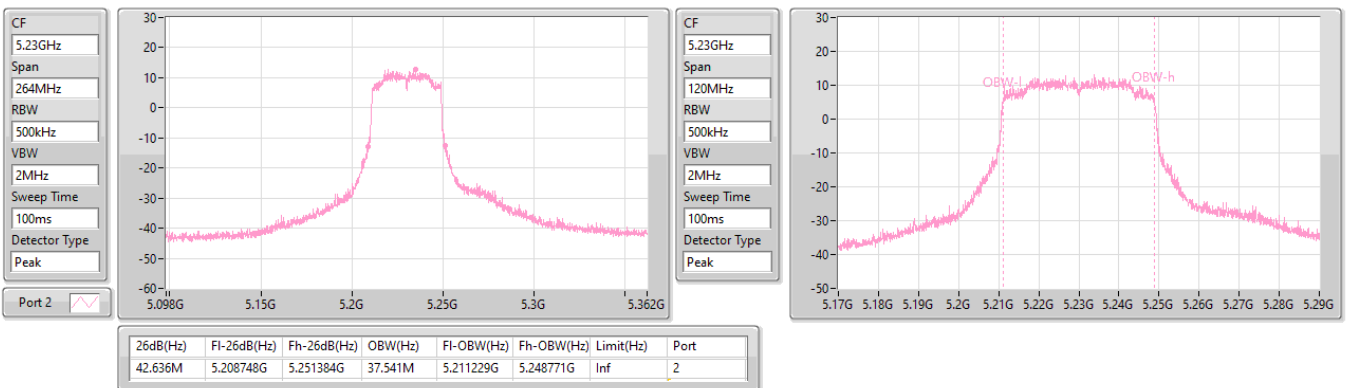 CF
5.23GHz
Span
264MHz
RBW
500kHz
VBW
2MHz
Sweep Time
100ms
Detector Type
Peak
Port 2
30
20
10
0
-10
-20
-30
-40
-50
-60
5.098G 5.15G 5.2G 5.25G 5.3G 5.362G
CF
5.23GHz
Span
120MHz
RBW
500kHz
VBW
2MHz
Sweep Time
100ms
Detector Type
Peak
30
20
10
0
-10
-20
-30
-40
-50
OBW-l OBW-h
5.17G 5.18G 5.19G 5.2G 5.21G 5.22G 5.23G 5.24G 5.25G 5.26G 5.27G 5.28G 5.29G
26dB(Hz) Fl-26dB(Hz) Fh-26dB(Hz) OBW(Hz) Fl-OBW(Hz) Fh-OBW(Hz) Limit(Hz) Port
42.636M 5.208748G 5.251384G 37.541M 5.211229G 5.248771G Inf 2